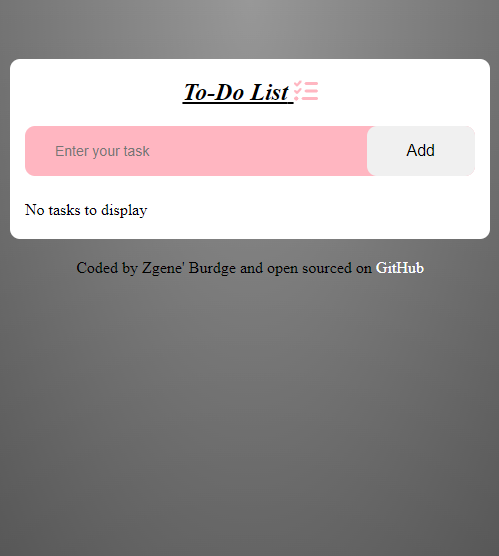 To-Do List
Enter your task
Add
No tasks to display
Coded by Zgene' Burdge and open sourced on GitHub